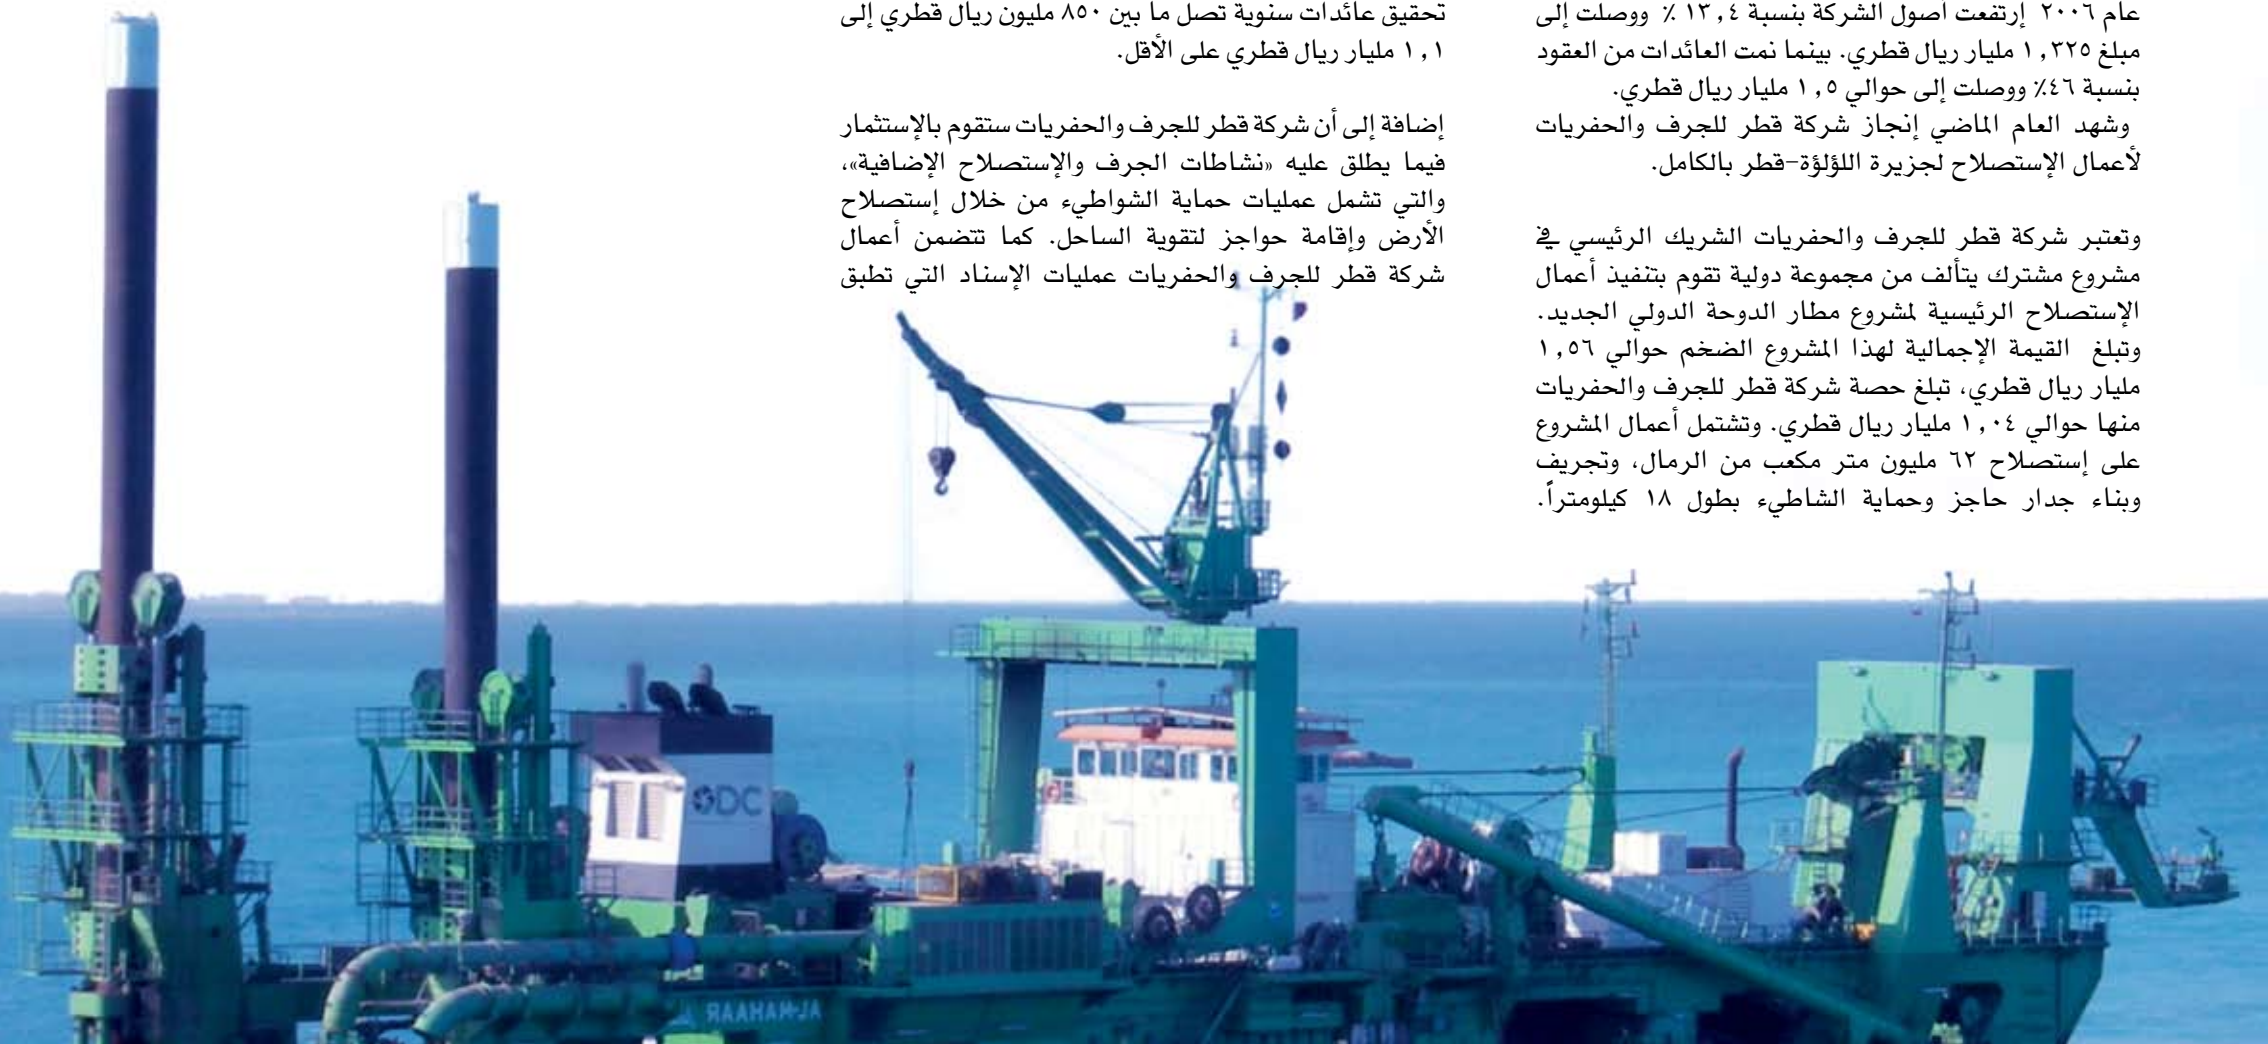 عام ٢٠٠٦ إرتفعت أصول الشركة بنسبة ١٣,٤ ٪ ووصلت إلى
مبلغ ١,٣٢٥ مليار ريال قطري. بينما نمت العائدات من العقود
بنسبة ٤٦٪ ووصلت إلى حوالي ١,٥ مليار ريال قطري.
وشهد العام الماضي إنجاز شركة قطر للجرف والحفريات
لأعمال الإستصلاح لجزيرة اللؤلؤة-قطر بالكامل.
وتعتبر شركة قطر للجرف والحفريات الشريك الرئيسي في
مشروع مشترك يتألف من مجموعة دولية تقوم بتنفيذ أعمال
الإستصلاح الرئيسية لمشروع مطار الدوحة الدولي الجديد.
وتبلغ القيمة الإجمالية لهذا المشروع الضخم حوالي ١,٥٦
مليار ريال قطري، تبلغ حصة شركة قطر للجرف والحفريات
منها حوالي ١,٠٤ مليار ريال قطري. وتشتمل أعمال المشروع
على إستصلاح ٦٢ مليون متر مكعب من الرمال، وتجريف
وبناء جدار حاجز وحماية الشاطيء بطول ١٨ كيلومتراً.
تحقيق عائدات سنوية تصل ما بين ٨٥٠ مليون ريال قطري إلى
١,١ مليار ريال قطري على الأقل.
إضافة إلى أن شركة قطر للجرف والحفريات ستقوم بالإستثمار
فيما يطلق عليه «نشاطات الجرف والإستصلاح الإضافية»،
والتي تشمل عمليات حماية الشواطيء من خلال إستصلاح
الأرض وإقامة حواجز لتقوية الساحل. كما تتضمن أعمال
شركة قطر للجرف والحفريات عمليات الإسناد التي تطبق
QDC
AL-MAHAAR